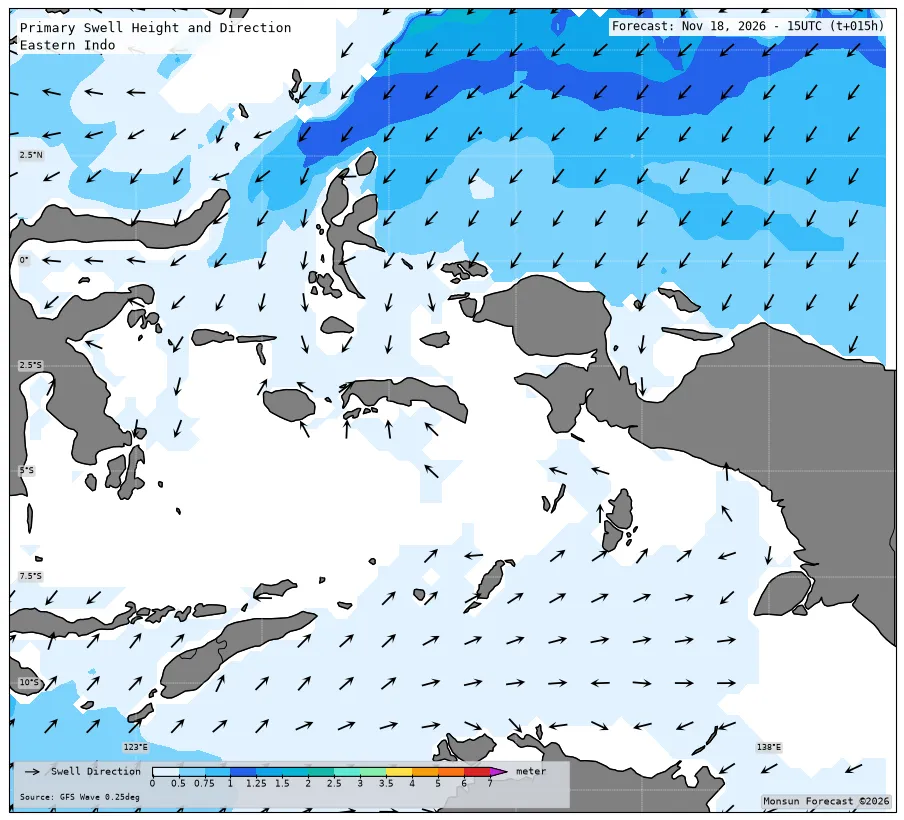 Primary Swell Height and Direction
Eastern Indo
Forecast: Nov 18, 2026 - 15UTC (t+015h)
2.5°N
0°
2.5°S
5°S
7.5°S
10°S
123°E
138°E
Swell Direction
0 0.5 0.75 1 1.25 1.5 2 2.5 3 3.5 4 5 6 7
meter
Source: GFS Wave 0.25deg
Monsun Forecast ©2026